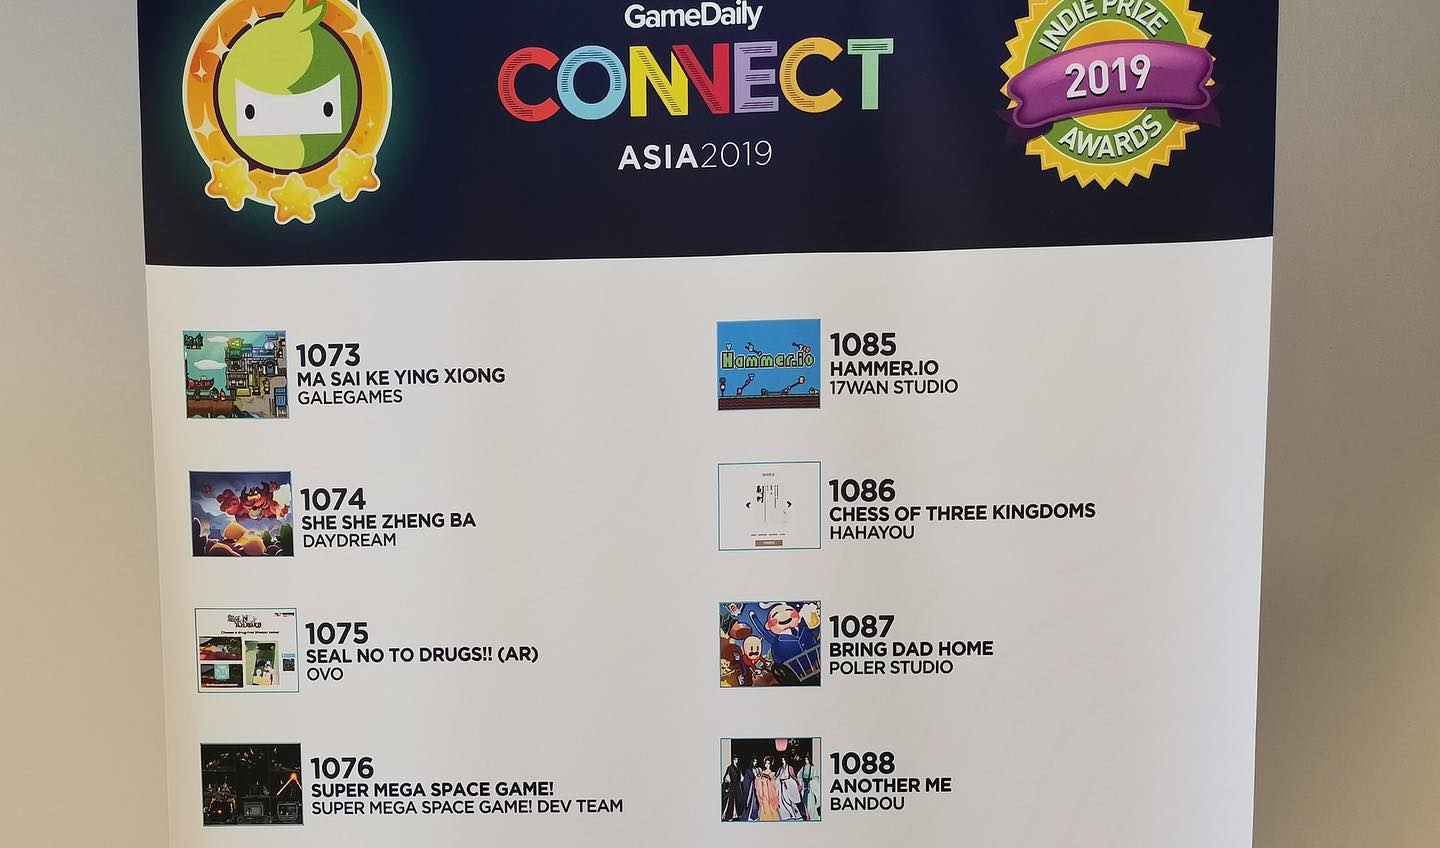 GameDaily
CONNECT
ASIA2019
INDIE PRIZE
2019
AWARDS
1073
MA SAI KE YING XIONG
GALEGAMES
1074
SHE SHE ZHENG BA
DAYDREAM
1075
SEAL NO TO DRUGS!! (AR)
OVO
1076
SUPER MEGA SPACE GAME!
SUPER MEGA SPACE GAME! DEV TEAM
Hammer.io
1085
HAMMER.IO
17WAN STUDIO
1086
CHESS OF THREE KINGDOMS
HAHAYOU
1087
BRING DAD HOME
POLER STUDIO
1088
ANOTHER ME
BANDOU